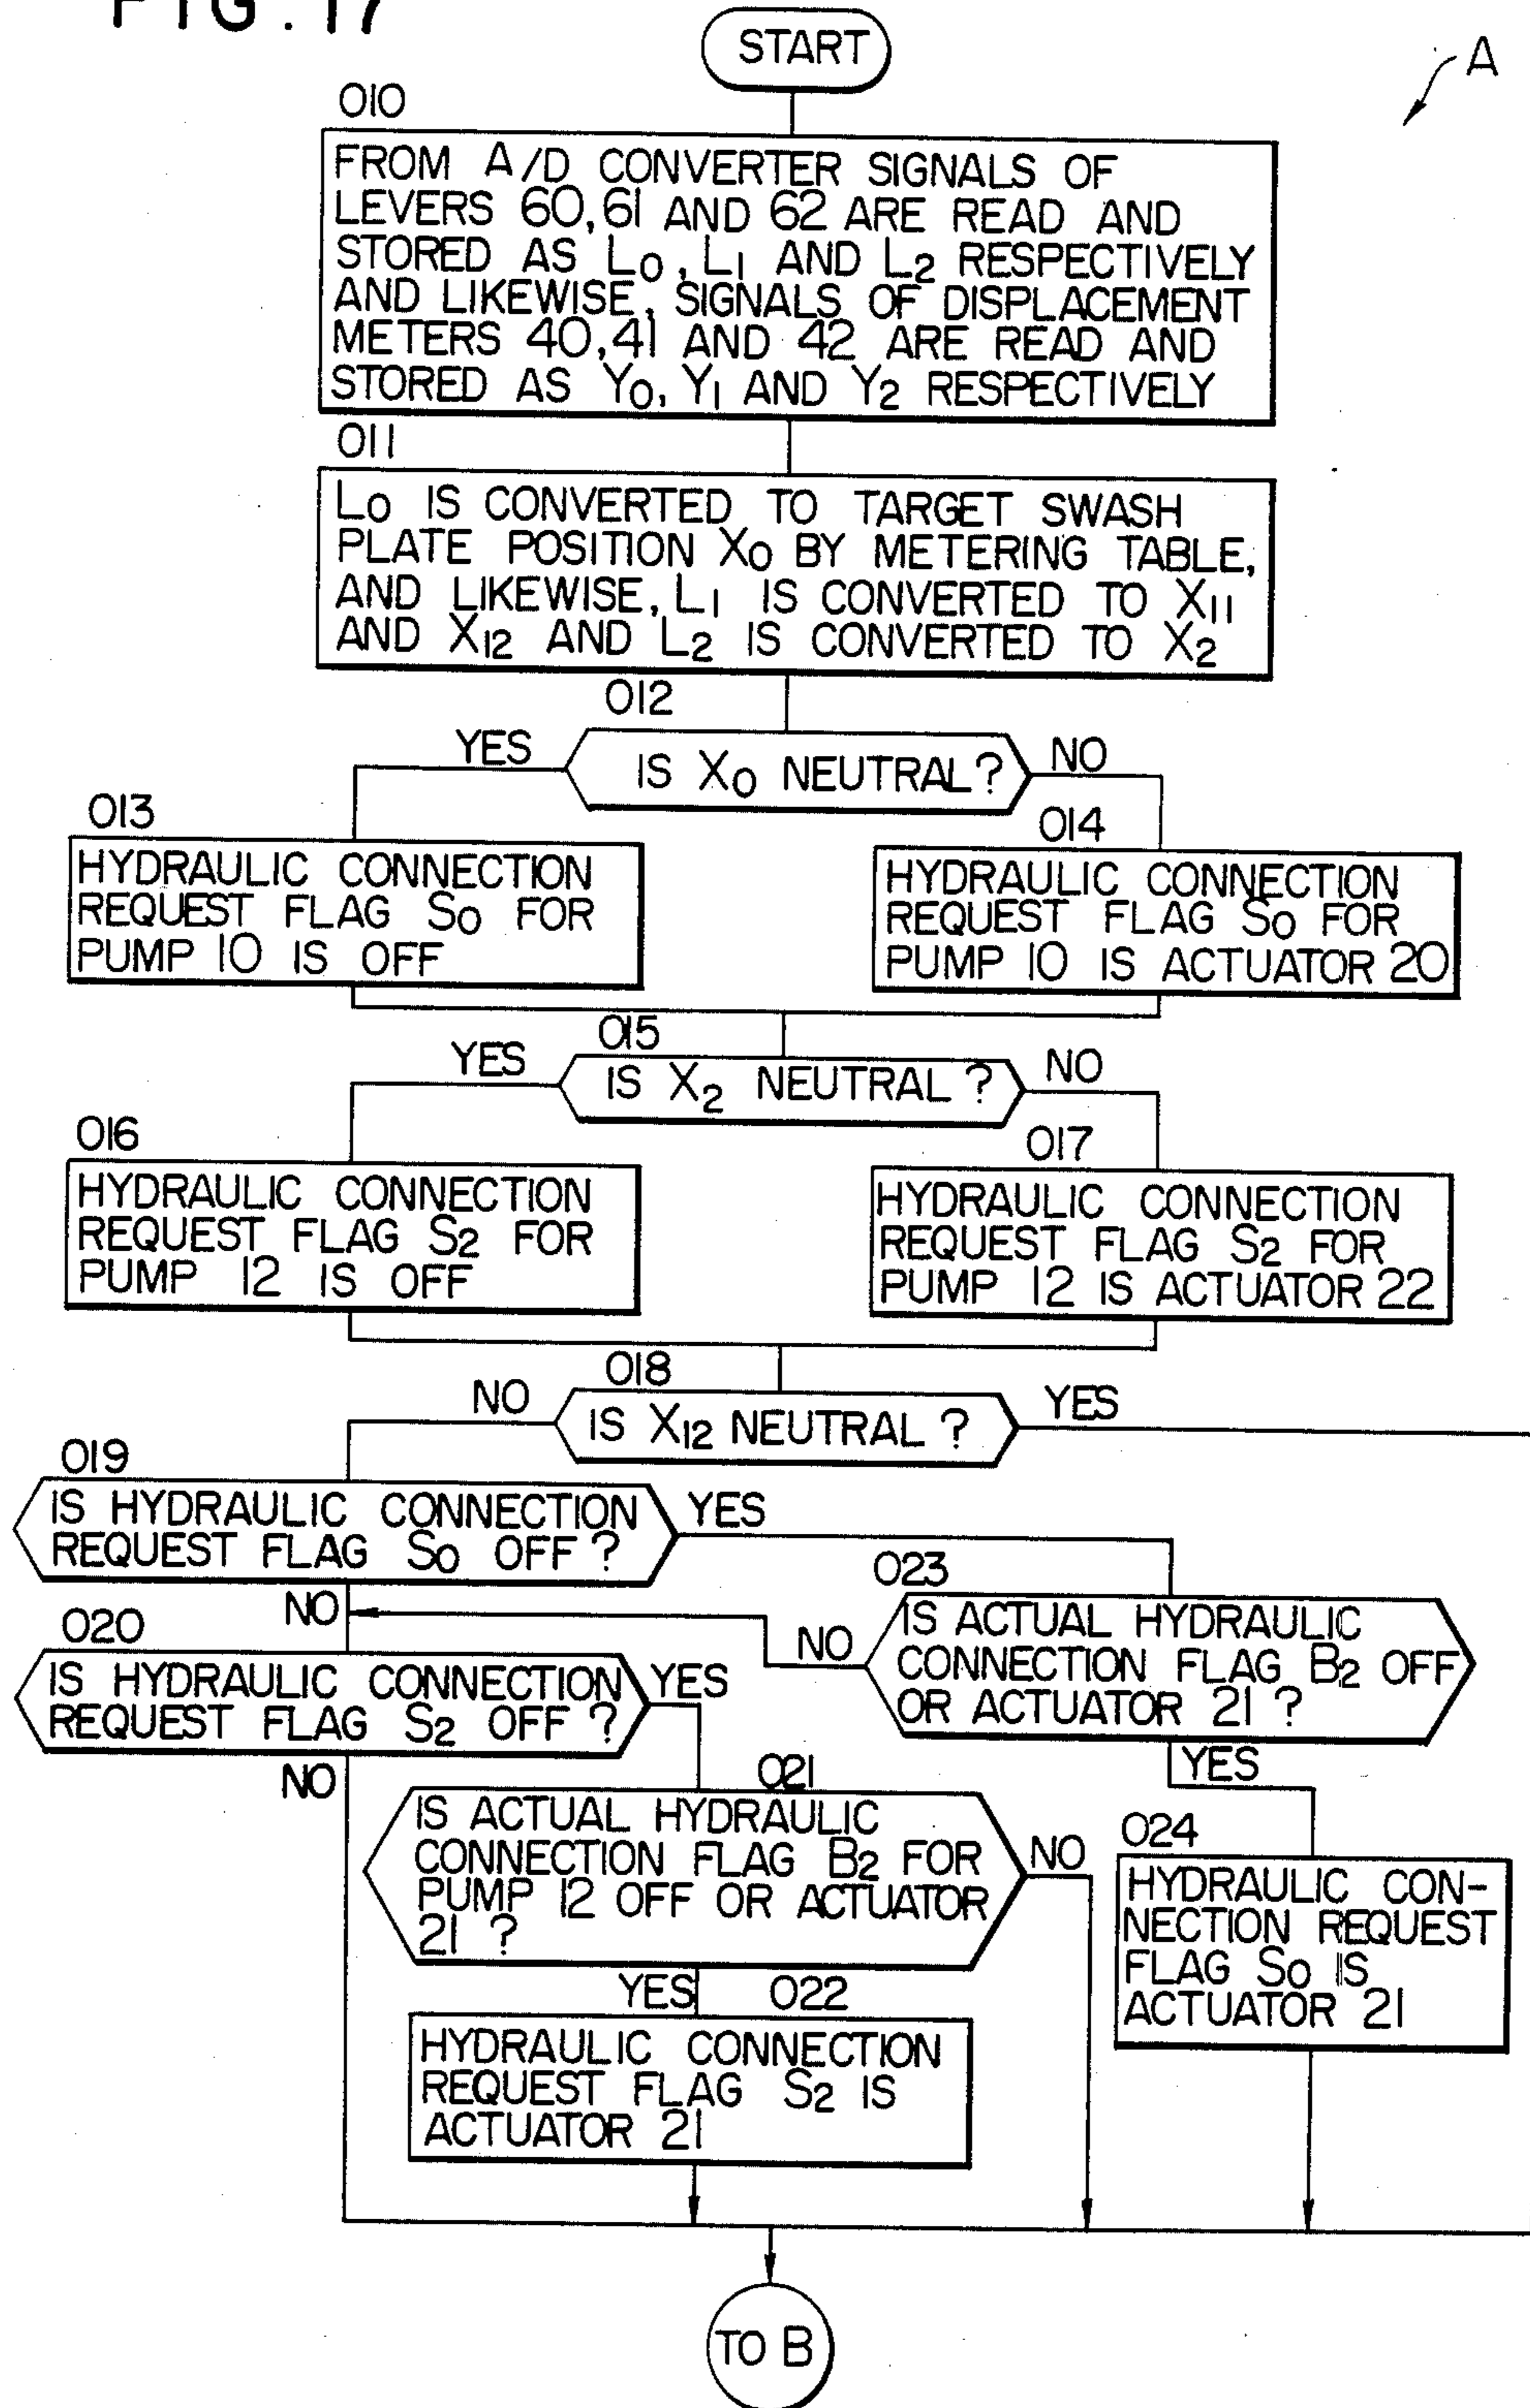 FIG. 17
START
A
010
FROM A/D CONVERTER SIGNALS OF
LEVERS 60, 61 AND 62 ARE READ AND
STORED AS L0, L1 AND L2 RESPECTIVELY
AND LIKEWISE, SIGNALS OF DISPLACEMENT
METERS 40, 41 AND 42 ARE READ AND
STORED AS Y0, Y1 AND Y2 RESPECTIVELY
011
L0 IS CONVERTED TO TARGET SWASH
PLATE POSITION X0 BY METERING TABLE,
AND LIKEWISE, L1 IS CONVERTED TO X11
AND X12 AND L2 IS CONVERTED TO X2
012
YES
IS X0 NEUTRAL?
NO
013
HYDRAULIC CONNECTION
REQUEST FLAG S0 FOR
PUMP 10 IS OFF
014
HYDRAULIC CONNECTION
REQUEST FLAG S0 FOR
PUMP 10 IS ACTUATOR 20
015
YES
IS X2 NEUTRAL ?
NO
016
HYDRAULIC CONNECTION
REQUEST FLAG S2 FOR
PUMP 12 IS OFF
017
HYDRAULIC CONNECTION
REQUEST FLAG S2 FOR
PUMP 12 IS ACTUATOR 22
018
NO
IS X12 NEUTRAL ?
YES
019
IS HYDRAULIC CONNECTION
REQUEST FLAG S0 OFF ?
YES
NO
023
IS ACTUAL HYDRAULIC
CONNECTION FLAG B2 OFF
OR ACTUATOR 21 ?
NO
YES
020
IS HYDRAULIC CONNECTION
REQUEST FLAG S2 OFF ?
YES
NO
021
IS ACTUAL HYDRAULIC
CONNECTION FLAG B2 FOR
PUMP 12 OFF OR ACTUATOR
21 ?
NO
YES
022
HYDRAULIC CONNECTION
REQUEST FLAG S2 IS
ACTUATOR 21
024
HYDRAULIC CON-
NECTION REQUEST
FLAG S0 IS
ACTUATOR 21
TO B